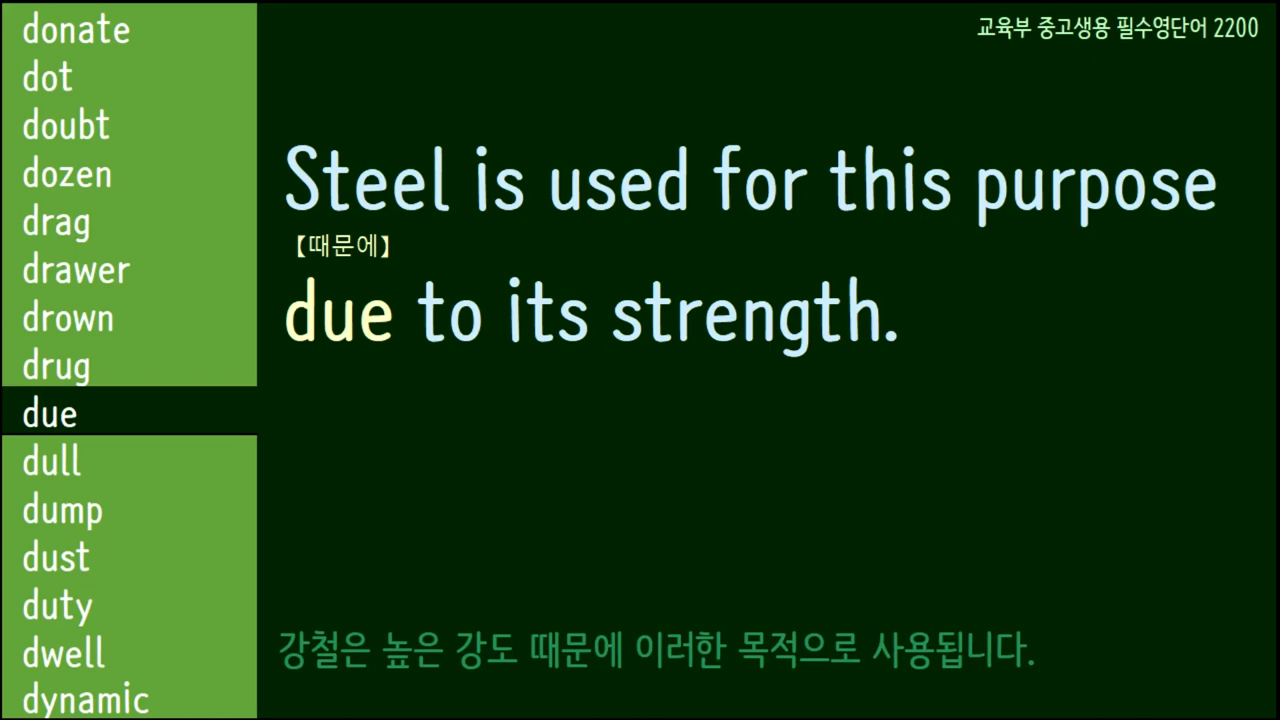 donate
dot
doubt
dozen
drag
drawer
drown
drug
due
dull
dump
dust
duty
dwell
dynamic
교육부 중고생용 필수영단어 2200
Steel is used for this purpose
【때문에】
due to its strength.
강철은 높은 강도 때문에 이러한 목적으로 사용됩니다.